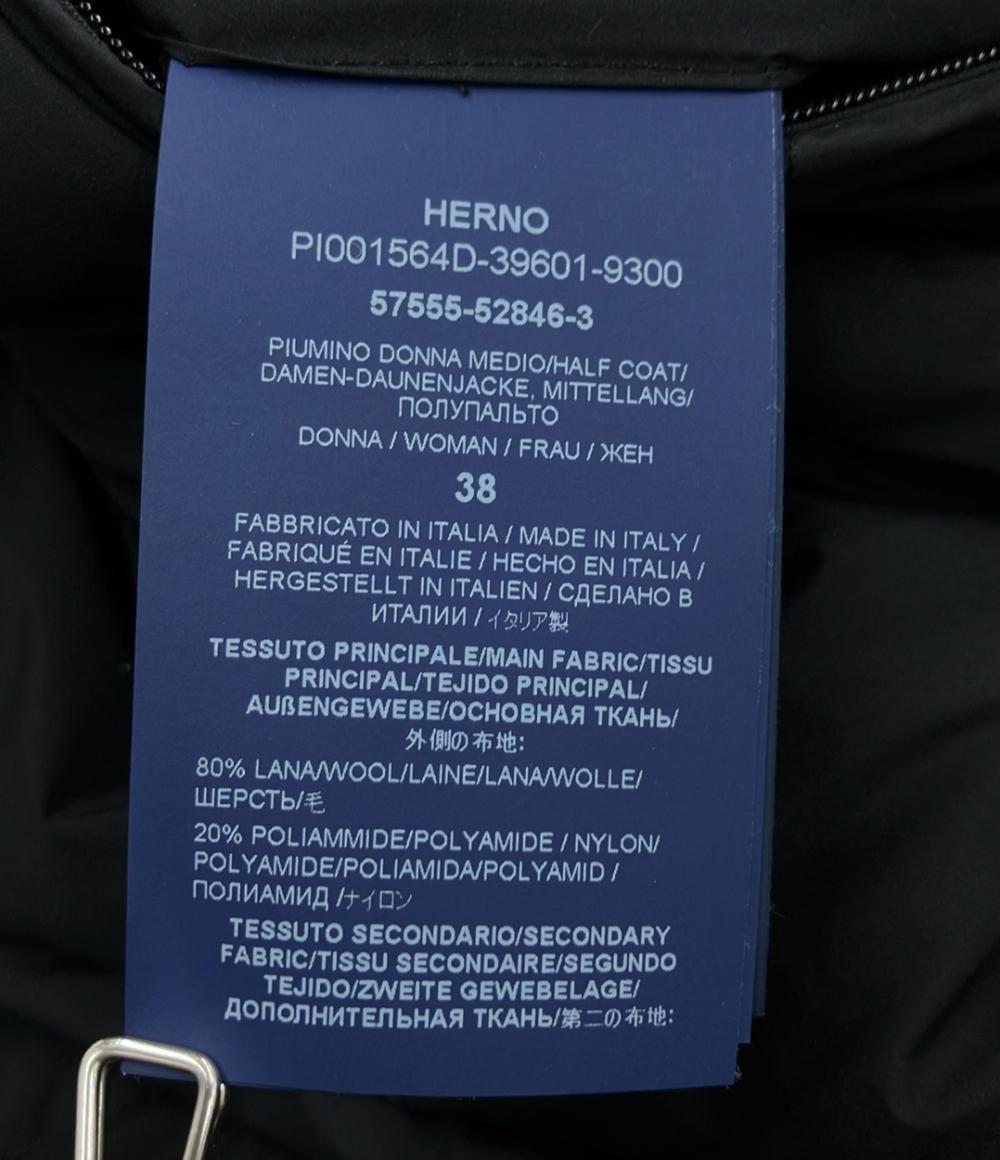 HERNO
PI001564D-39601-9300
57555-52846-3
PIUMINO DONNA MEDIO/HALF COAT/
DAMEN-DAUNENJACKE, MITTELLANG/
ПОЛУПАЛЬТО
DONNA / WOMAN / FRAU / ЖЕН
38
FABBRICATO IN ITALIA / MADE IN ITALY /
FABRIQUÉ EN ITALIE / HECHO EN ITALIA /
HERGESTELLT IN ITALIEN / СДЕЛАНО В
ИТАЛИИ / イタリア製
TESSUTO PRINCIPALE/MAIN FABRIC/TISSU
PRINCIPAL/TEJIDO PRINCIPAL/
AUßENGEWEBE/ОСНОВНАЯ ТКАНЬ/
外側の布地:
80% LANA/WOOL/LAINE/LANA/WOLLE/
ШЕРСТЬ/毛
20% POLIAMMIDE/POLYAMIDE / NYLON/
POLYAMIDE/POLIAMIDA/POLYAMID /
ПОЛИАМИД /ナイロン
TESSUTO SECONDARIO/SECONDARY
FABRIC/TISSU SECONDAIRE/SEGUNDO
TEJIDO/ZWEITE GEWEBELAGE/
ДОПОЛНИТЕЛЬНАЯ ТКАНЬ/第二の布地: